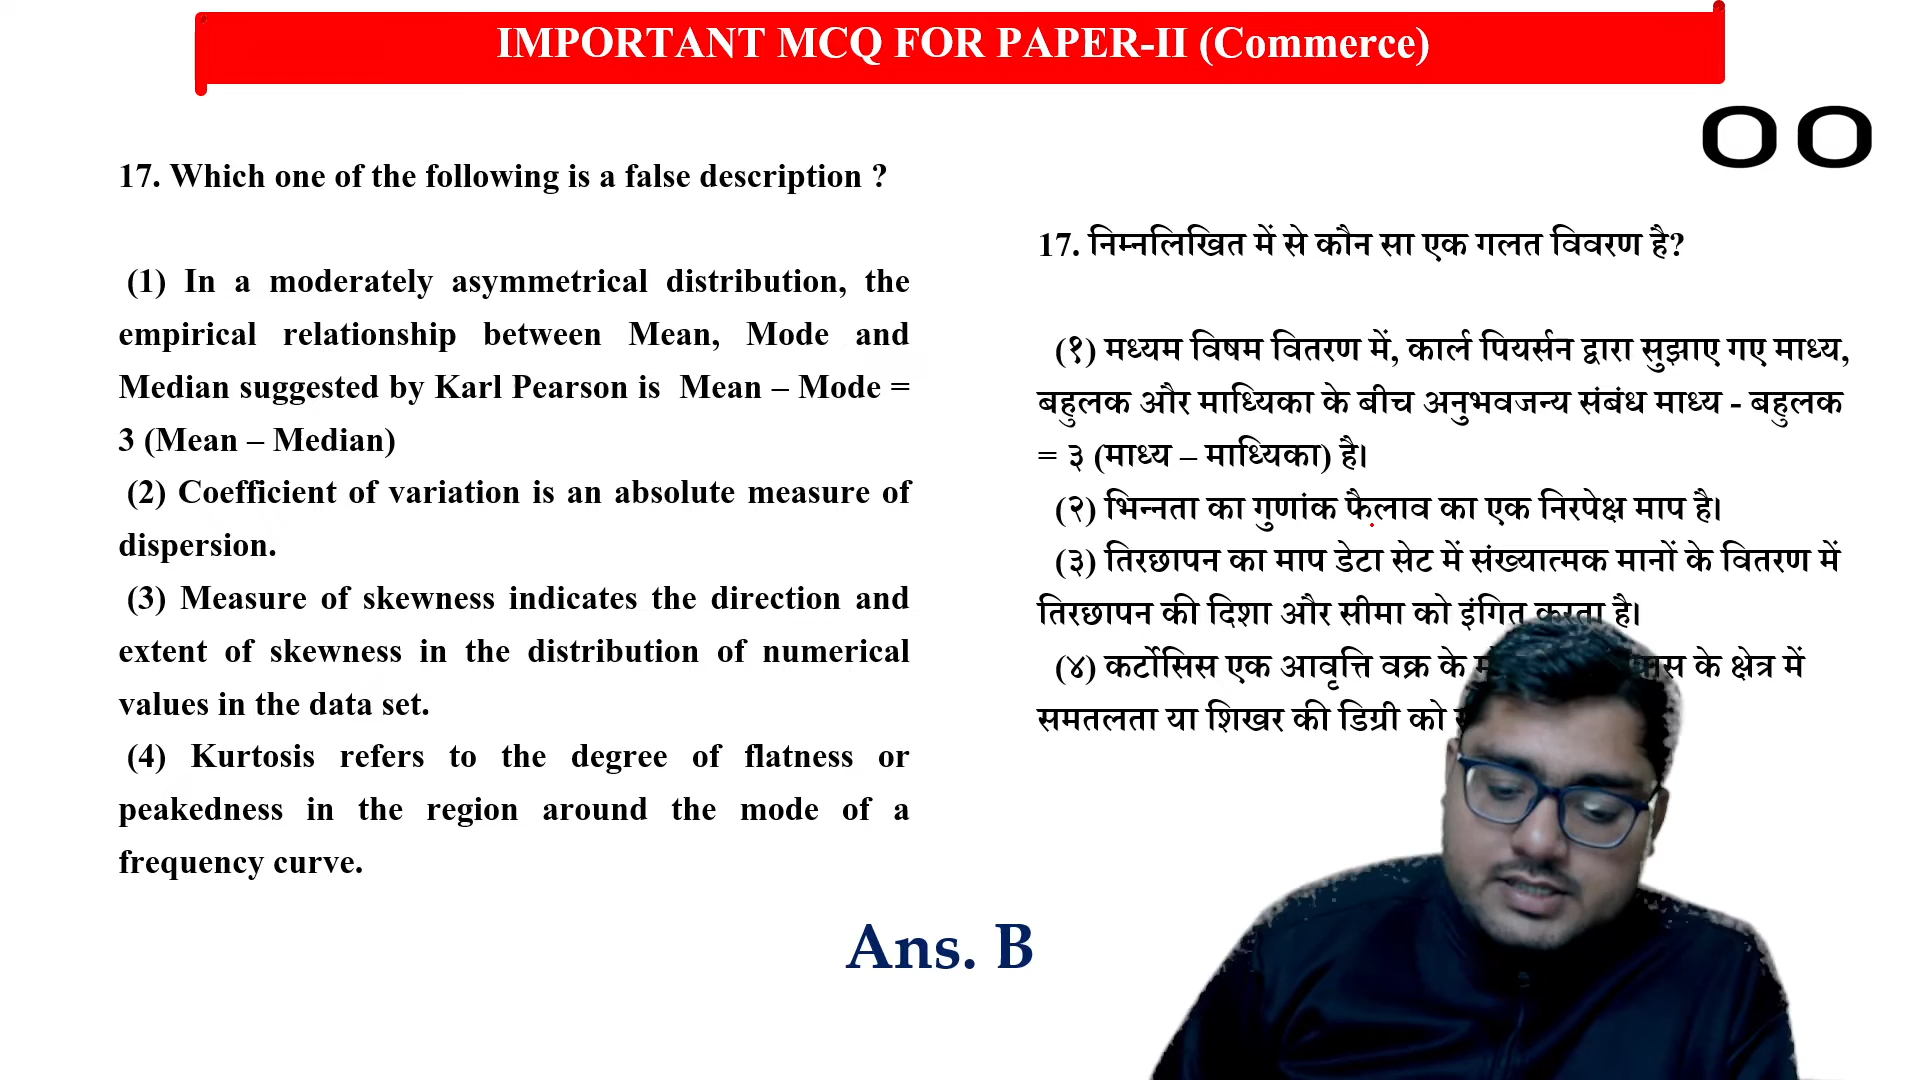 IMPORTANT MCQ FOR PAPER-II (Commerce)
00
17. Which one of the following is a false description ?
(1) In a moderately asymmetrical distribution, the
empirical relationship between Mean, Mode and
Median suggested by Karl Pearson is Mean – Mode =
3 (Mean – Median)
(2) Coefficient of variation is an absolute measure of
dispersion.
(3) Measure of skewness indicates the direction and
extent of skewness in the distribution of numerical
values in the data set.
(4) Kurtosis refers to the degree of flatness or
peakedness in the region around the mode of a
frequency curve.
17. निम्नलिखित में से कौन सा एक गलत विवरण है?
(१) मध्यम विषम वितरण में, कार्ल पियर्सन द्वारा सुझाए गए माध्य,
बहुलक और माध्यिका के बीच अनुभवजन्य संबंध माध्य - बहुलक
= ३ (माध्य – माध्यिका) है।
(२) भिन्नता का गुणांक फैलाव का एक निरपेक्ष माप है।
(३) तिरछापन का माप डेटा सेट में संख्यात्मक मानों के वितरण में
तिरछापन की दिशा और सीमा को इंगित करता है।
(४) कर्टोसिस एक आवृत्ति वक्र के के क्षेत्र में
समतलता या शिखर की डिग्री को
Ans. B